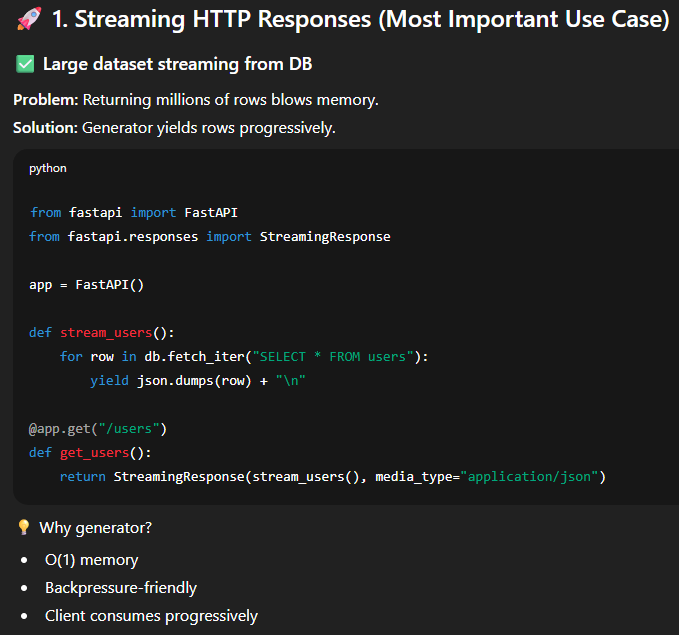 🚀 1. Streaming HTTP Responses (Most Important Use Case)
✅ Large dataset streaming from DB
Problem: Returning millions of rows blows memory.
Solution: Generator yields rows progressively.
python
from fastapi import FastAPI
from fastapi.responses import StreamingResponse
app = FastAPI()
def stream_users():
    for row in db.fetch_iter("SELECT * FROM users"):
        yield json.dumps(row) + "\n"
@app.get("/users")
def get_users():
    return StreamingResponse(stream_users(), media_type="application/json")
💡 Why generator?
• O(1) memory
• Backpressure-friendly
• Client consumes progressively